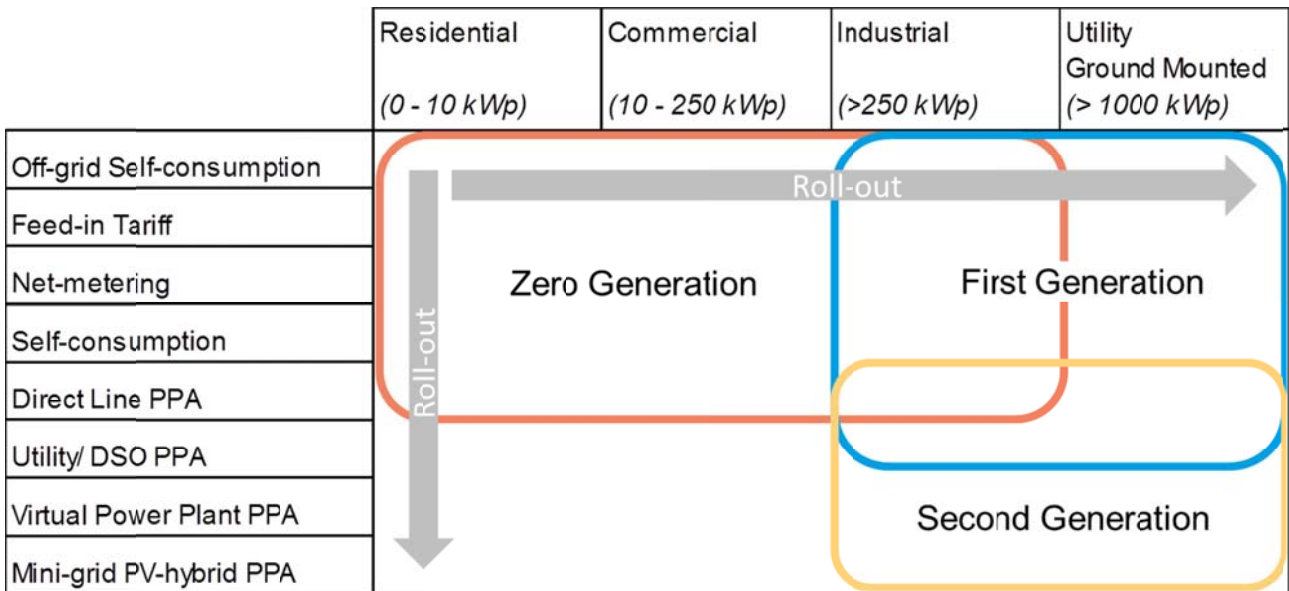 Residential
(0 - 10 kWp)
Commercial
(10 - 250 kWp)
Industrial
(>250 kWp)
Utility
Ground Mounted
(> 1000 kWp)
Off-grid Self-consumption
Feed-in Tariff
Net-metering
Self-consumption
Direct Line PPA
Utility/ DSO PPA
Virtual Power Plant PPA
Mini-grid PV-hybrid PPA
Roll-out
Roll-out
Zero Generation
First Generation
Second Generation